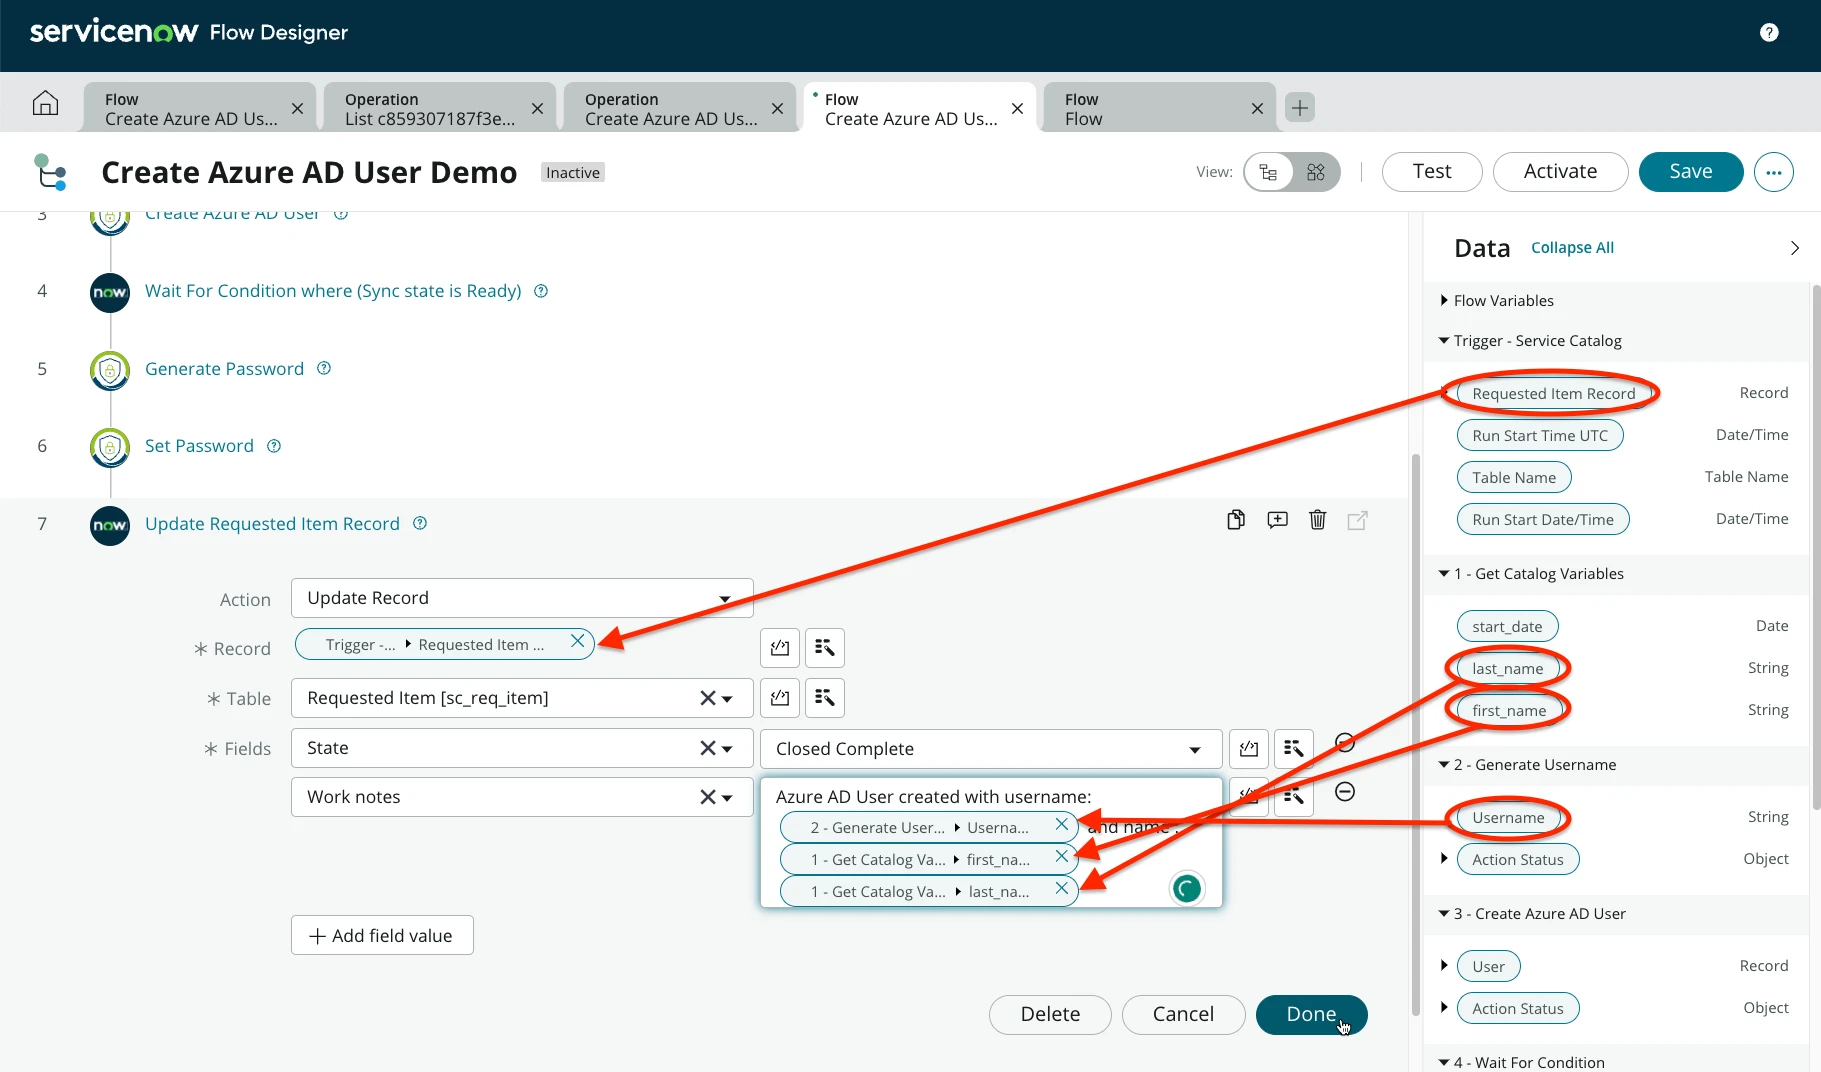 servicenow Flow Designer
?
Flow
Create Azure AD Us...
Operation
List c859307187f3e...
Operation
Create Azure AD Us...
Flow
Create Azure AD Us...
Flow
Flow
Create Azure AD User Demo
Inactive
View:
Test
Activate
Save
...
3 Create Azure AD User ?
4 now Wait For Condition where (Sync state is Ready) ?
5 Generate Password ?
6 Set Password ?
7 now Update Requested Item Record ?
Action Update Record
* Record Trigger -... Requested Item ...
* Table Requested Item [sc_req_item]
* Fields State Closed Complete
Work notes
Azure AD User created with username:
2 - Generate User... Userna... and name :
1 - Get Catalog Va... first_na...
1 - Get Catalog Va... last_na...
+ Add field value
Delete
Cancel
Done
Data Collapse All
Flow Variables
Trigger - Service Catalog
Requested Item Record Record
Run Start Time UTC Date/Time
Table Name Table Name
Run Start Date/Time Date/Time
1 - Get Catalog Variables
start_date Date
last_name String
first_name String
2 - Generate Username
Username String
Action Status Object
3 - Create Azure AD User
User Record
Action Status Object
4 - Wait For Condition